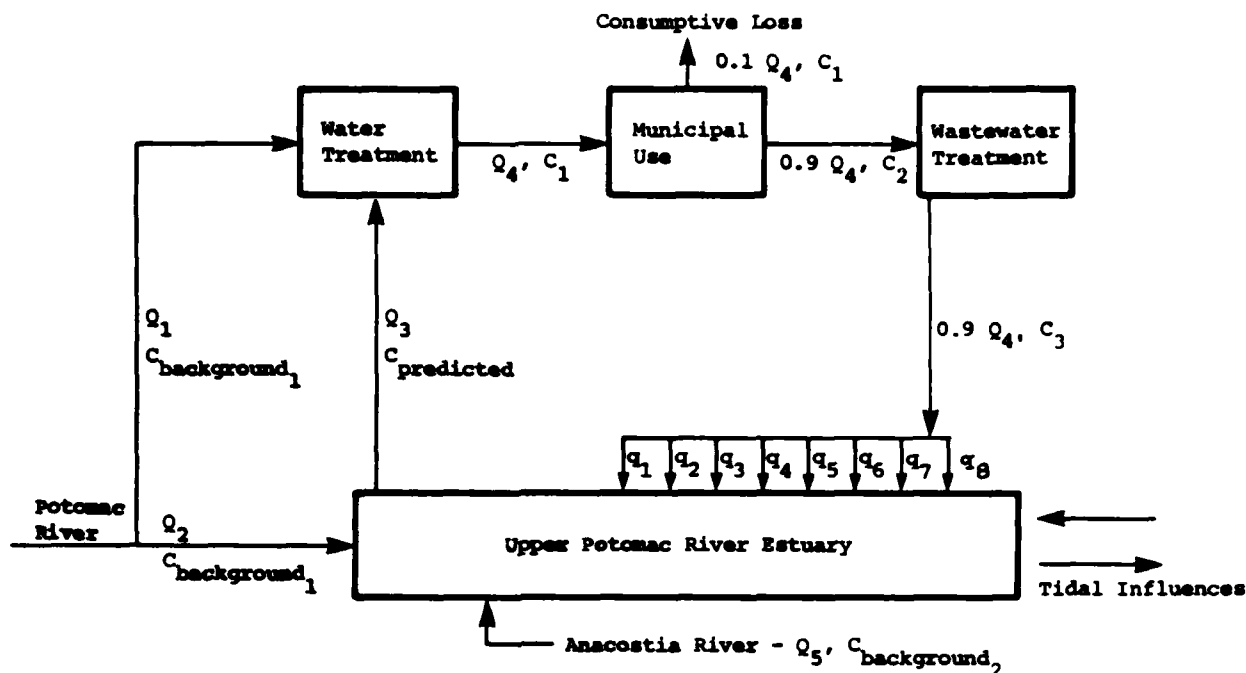 Consumptive Loss
0.1 Q4, C1
Water
Treatment
Q4, C1
Municipal
Use
0.9 Q4, C2
Wastewater
Treatment
Q1
Cbackground1
Q3
Cpredicted
0.9 Q4, C3
q1 q2 q3 q4 q5 q6 q7 q8
Potomac
River
Q2
Cbackground1
Upper Potomac River Estuary
Tidal Influences
Anacostia River - Q5, Cbackground2